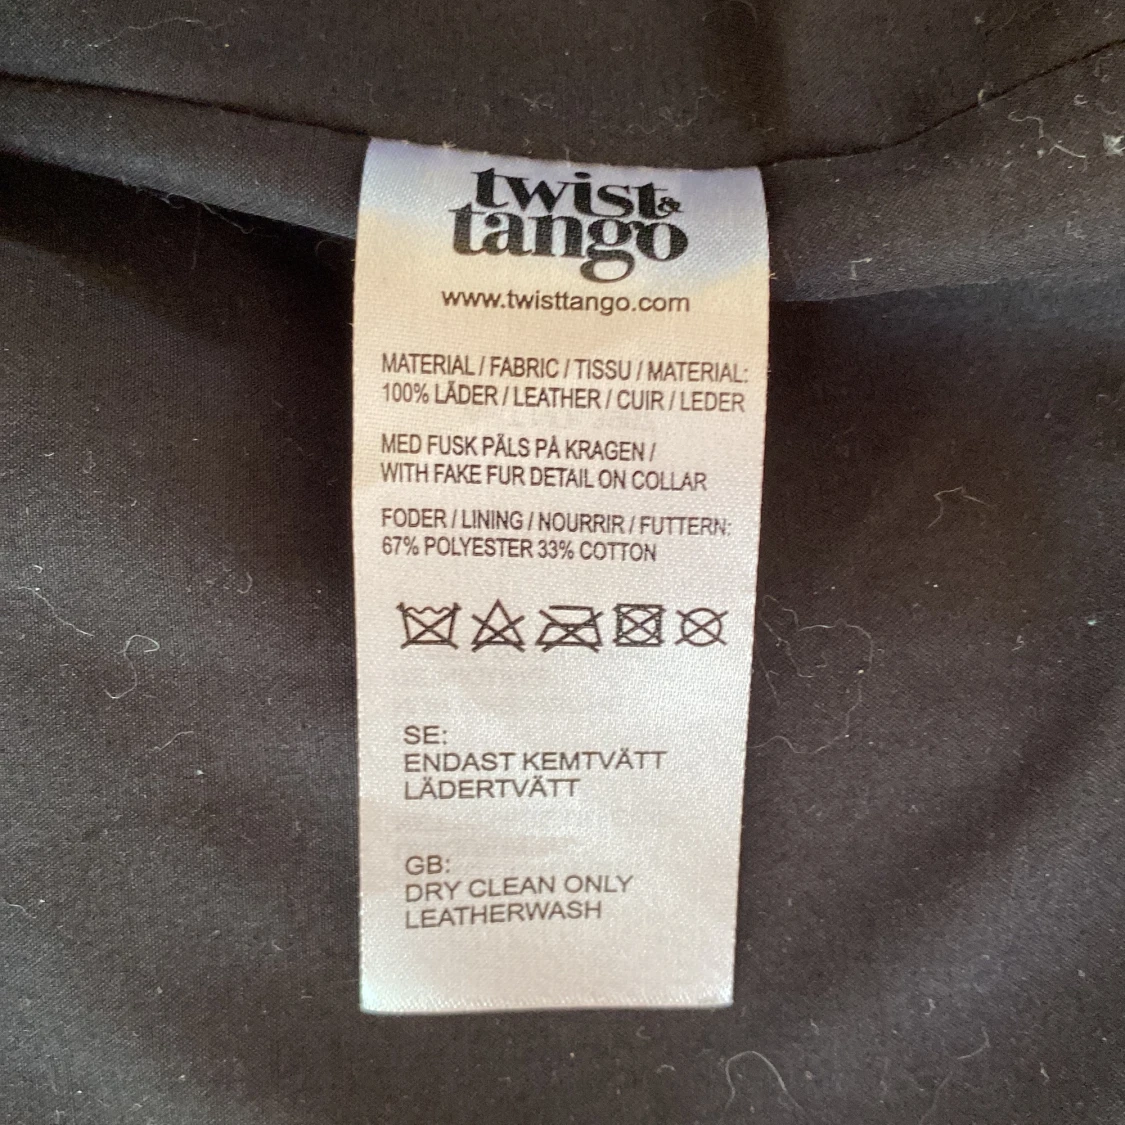 twist &
tango
www.twisttango.com
MATERIAL / FABRIC / TISSU / MATERIAL:
100% LÄDER / LEATHER / CUIR / LEDER
MED FUSK PÄLS PÅ KRAGEN /
WITH FAKE FUR DETAIL ON COLLAR
FODER / LINING / NOURRIR / FUTTERN:
67% POLYESTER 33% COTTON
SE:
ENDAST KEMTVÄTT
LÄDERTVÄTT
GB:
DRY CLEAN ONLY
LEATHERWASH